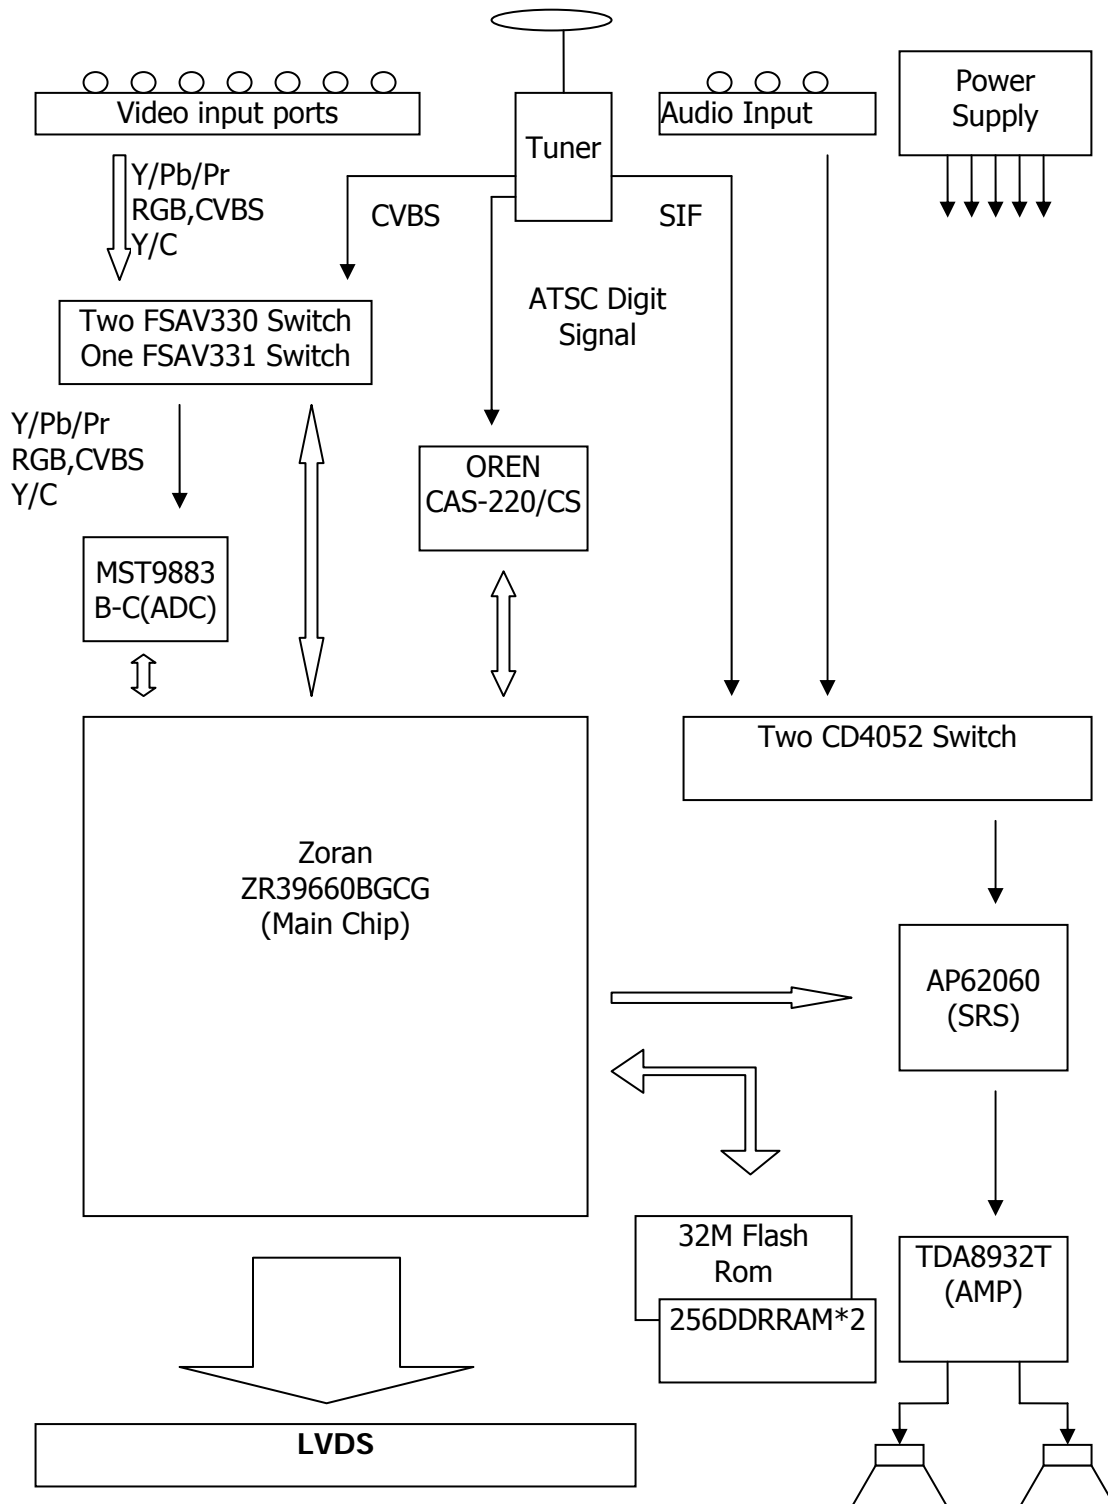 Video input ports
Tuner
Audio Input
Power
Supply
Y/Pb/Pr
RGB,CVBS
Y/C
CVBS
SIF
ATSC Digit
Signal
Two FSAV330 Switch
One FSAV331 Switch
Y/Pb/Pr
RGB,CVBS
Y/C
OREN
CAS-220/CS
MST9883
B-C(ADC)
Two CD4052 Switch
Zoran
ZR39660BGCG
(Main Chip)
AP62060
(SRS)
32M Flash
Rom
256DDRRAM*2
TDA8932T
(AMP)
LVDS